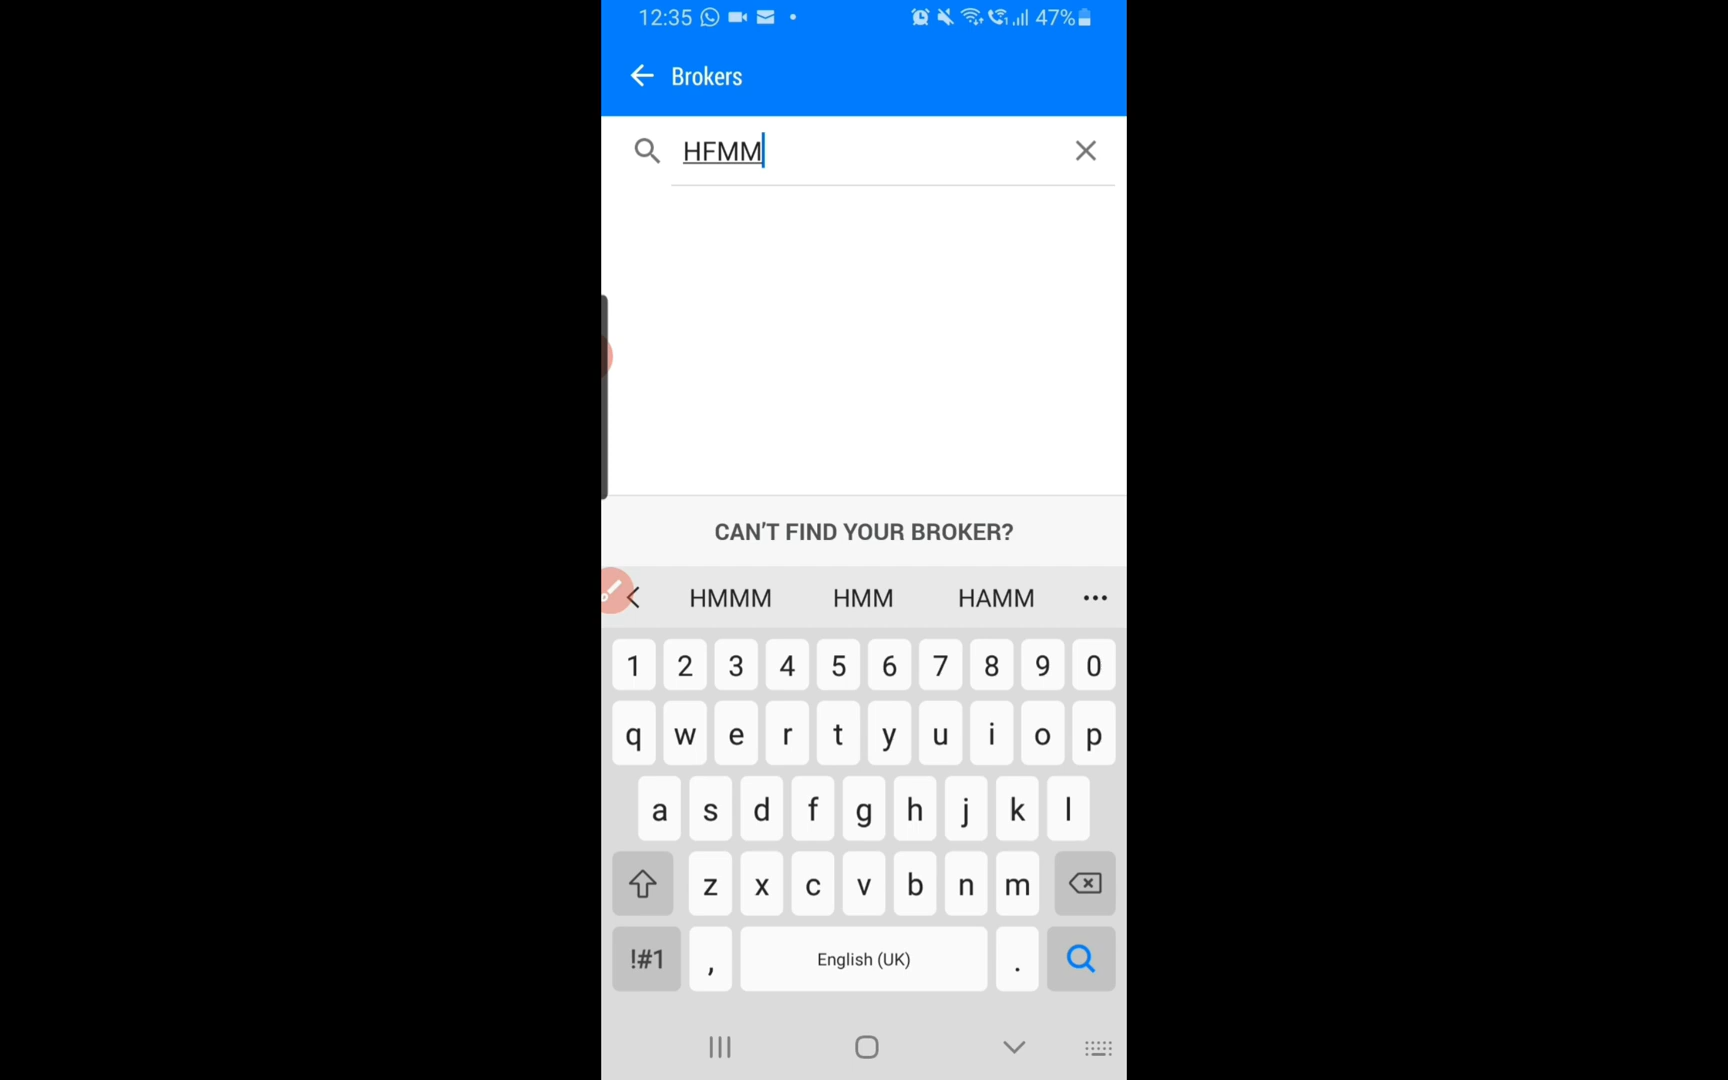 12:35 47%
Brokers
HFMM
CAN'T FIND YOUR BROKER?
HMMM HMM HAMM
1 2 3 4 5 6 7 8 9 0
q w e r t y u i o p
a s d f g h j k l
z x c v b n m
!#1 , English (UK) .